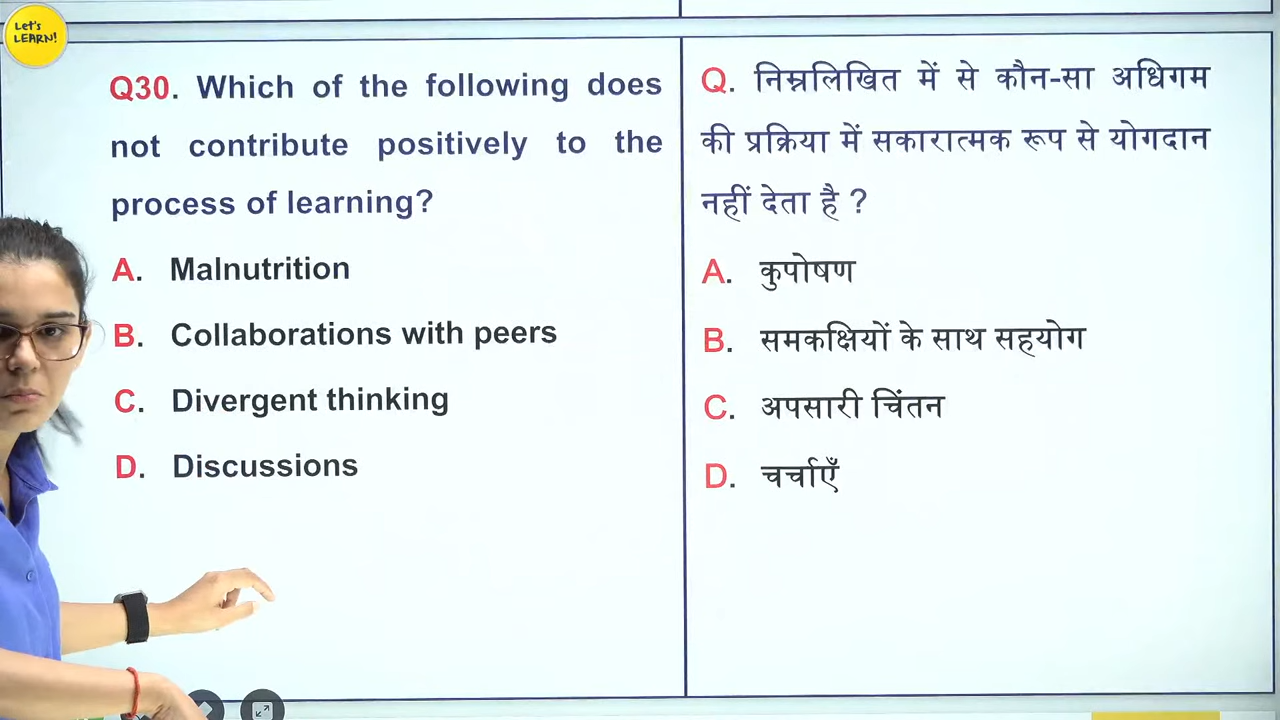 Let's
LEARN!
Q30. Which of the following does
not contribute positively to the
process of learning?
A. Malnutrition
B. Collaborations with peers
C. Divergent thinking
D. Discussions
Q. निम्नलिखित में से कौन-सा अधिगम
की प्रक्रिया में सकारात्मक रूप से योगदान
नहीं देता है ?
A. कुपोषण
B. समकक्षियों के साथ सहयोग
C. अपसारी चिंतन
D. चर्चाएँ